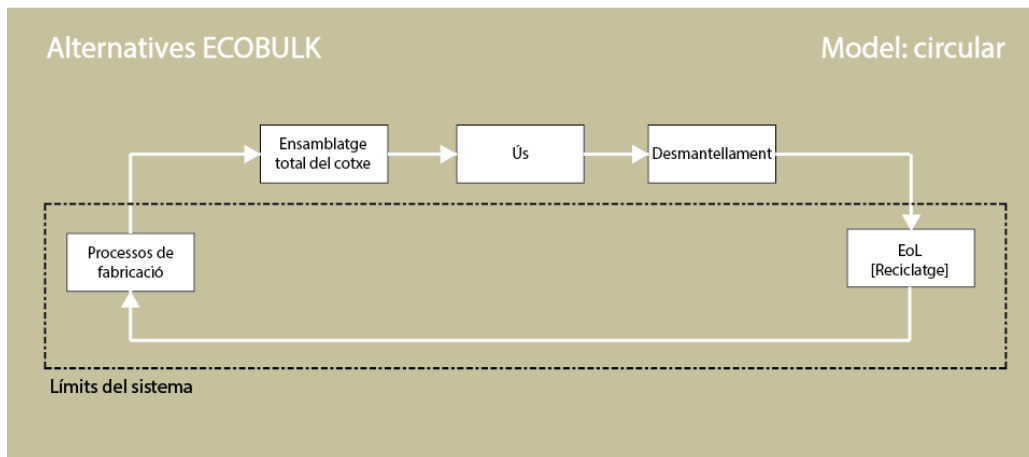 Alternatives ECOBULK
Model: circular
Ensamblatge
total del cotxe
Ús
Desmantellament
Processos de
fabricació
EoL
[Reciclatge]
Límits del sistema